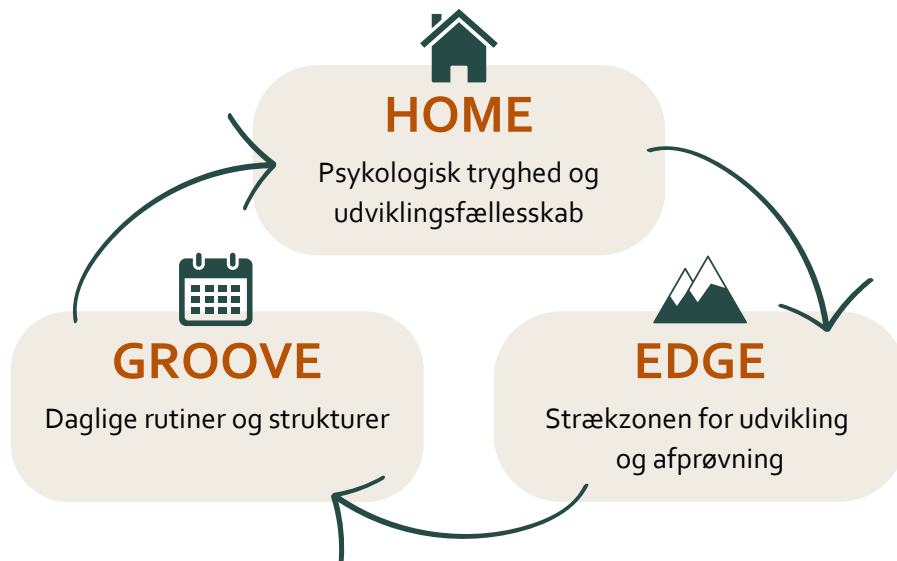 HOME
Psykologisk tryghed og
udviklingsfællesskab
GROOVE
Daglige rutiner og strukturer
EDGE
Strækzonen for udvikling
og afprøvning